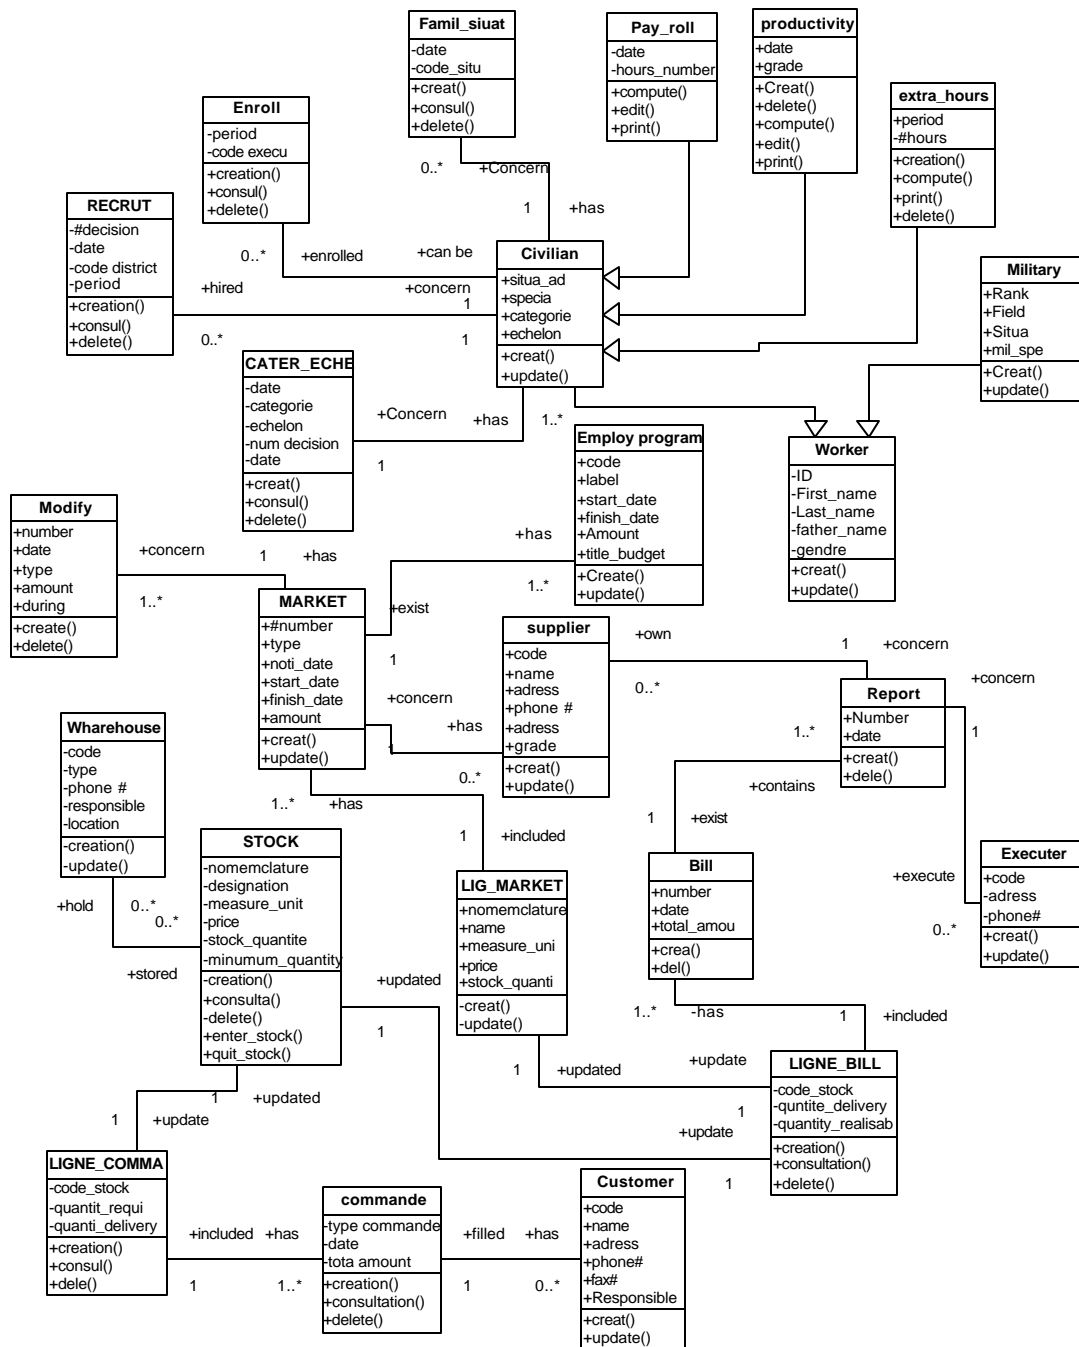 Famil_siuat
-date
-code_situ
+creat()
+consul()
+delete()
Pay_roll
-date
-hours_number
+compute()
+edit()
+print()
productivity
+date
+grade
+Creat()
+delete()
+compute()
+edit()
+print()
extra_hours
+period
-#hours
+creation()
+compute()
+print()
+delete()
Enroll
-period
-code execu
+creation()
+consul()
+delete()
0..*
+Concern
1
+has
RECRUT
-#decision
-date
-code district
-period
+creation()
+consul()
+delete()
0..*
+enrolled
+can be
+hired
+concern
1
0..*
1
Civilian
+situa_ad
+specia
+categorie
+echelon
+creat()
+update()
Military
+Rank
+Field
+Situa
+mil_spe
+Creat()
+update()
CATER_ECHE
-date
-categorie
-echelon
-num decision
-date
+creat()
+consul()
+delete()
+Concern
1
+has
1..*
Worker
-ID
-First_name
-Last_name
-father_name
-gendre
+creat()
+update()
Employ program
+code
+label
+start_date
+finish_date
+Amount
+title_budget
+Create()
+update()
+has
1..*
+exist
1
Modify
+number
+date
+type
+amount
+during
+create()
+delete()
+concern
1..*
1
+has
MARKET
+#number
+type
+noti_date
+start_date
+finish_date
+amount
+creat()
+update()
+concern
1
+has
0..*
supplier
+code
+name
+adress
+phone #
+adress
+grade
+creat()
+update()
+own
0..*
1
+concern
Report
+Number
+date
+creat()
+dele()
+concern
1
1..*
+contains
1
+exist
Wharehouse
-code
-type
-phone #
-responsible
-location
-creation()
-update()
+hold
0..*
0..*
+stored
1..*
+has
1
+included
STOCK
-nomemclature
-designation
-measure_unit
-price
-stock_quantite
-minumum_quantity
-creation()
+consulta()
-delete()
+enter_stock()
+quit_stock()
LIG_MARKET
+nomemclature
+name
+measure_uni
+price
+stock_quanti
-creat()
-update()
Bill
+number
+date
+total_amou
+crea()
+del()
Executer
+code
-adress
-phone#
+creat()
+update()
+execute
0..*
+updated
1
1..*
-has
1
+included
1
+updated
+update
1
LIGNE_BILL
-code_stock
-quntite_delivery
-quantity_realisab
+creation()
+consultation()
+delete()
+update
1
1
+updated
1
+update
LIGNE_COMMA
-code_stock
-quantit_requi
-quanti_delivery
+creation()
+consul()
+dele()
+included
+has
1
1..*
commande
-type commande
-date
-tota amount
+creation()
+consultation()
+delete()
+filled
+has
1
0..*
Customer
+code
+name
+adress
+phone#
+fax#
+Responsible
+creat()
+update()